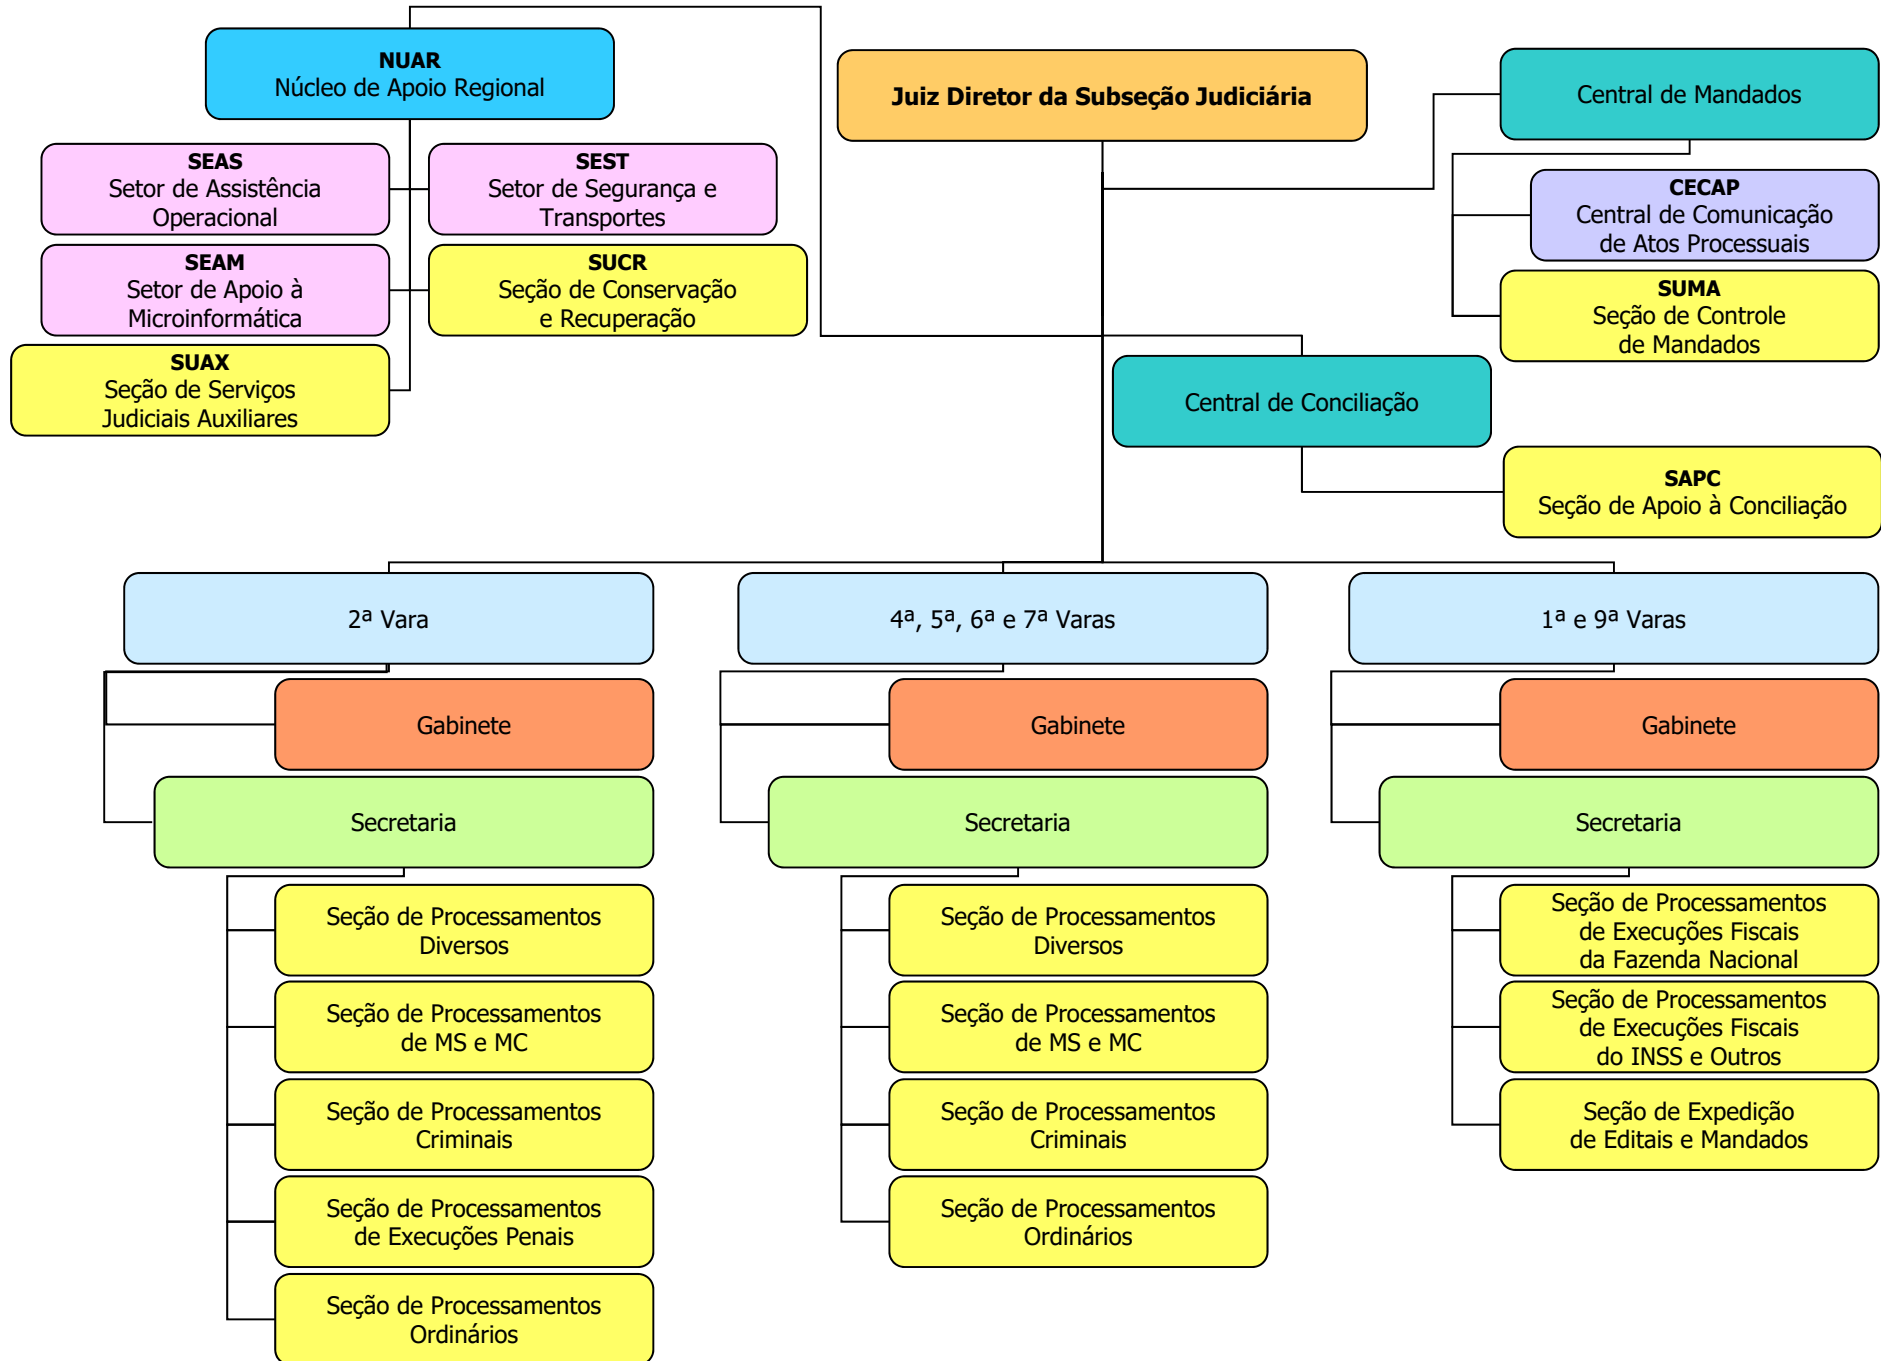 NUAR
Núcleo de Apoio Regional
Juiz Diretor da Subseção Judiciária
Central de Mandados
SEAS
Setor de Assistência
Operacional
SEST
Setor de Segurança e
Transportes
CECAP
Central de Comunicação
de Atos Processuais
SEAM
Setor de Apoio à
Microinformática
SUCR
Seção de Conservação
e Recuperação
SUMA
Seção de Controle
de Mandados
SUAX
Seção de Serviços
Judiciais Auxiliares
Central de Conciliação
SAPC
Seção de Apoio à Conciliação
2ª Vara
Gabinete
Secretaria
Seção de Processamentos
Diversos
Seção de Processamentos
de MS e MC
Seção de Processamentos
Criminais
Seção de Processamentos
de Execuções Penais
Seção de Processamentos
Ordinários
4ª, 5ª, 6ª e 7ª Varas
Gabinete
Secretaria
Seção de Processamentos
Diversos
Seção de Processamentos
de MS e MC
Seção de Processamentos
Criminais
Seção de Processamentos
Ordinários
1ª e 9ª Varas
Gabinete
Secretaria
Seção de Processamentos
de Execuções Fiscais
da Fazenda Nacional
Seção de Processamentos
de Execuções Fiscais
do INSS e Outros
Seção de Expedição
de Editais e Mandados